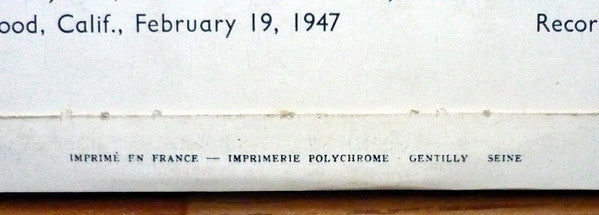 ood, Calif., February 19, 1947 Recor
IMPRIMÉ EN FRANCE — IMPRIMERIE POLYCHROME - GENTILLY SEINE